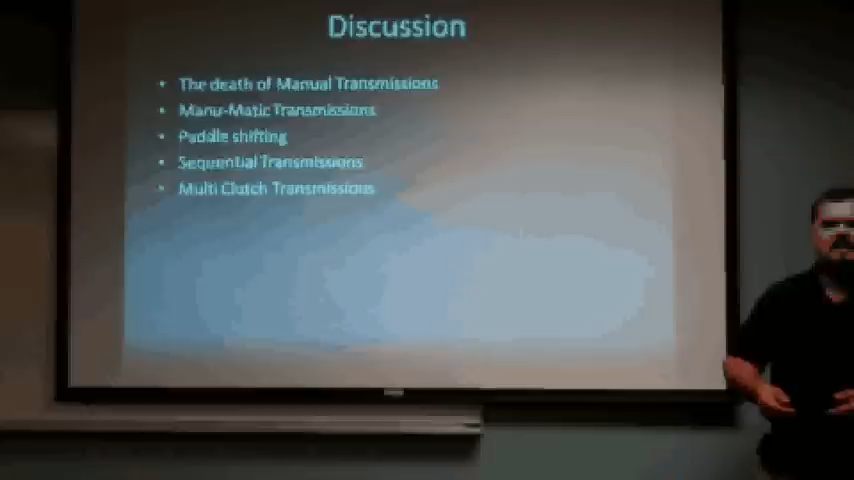 Discussion
• The death of Manual Transmissions
• Manu-Matic Transmissions
• Paddle shifting
• Sequential Transmissions
• Multi Clutch Transmissions